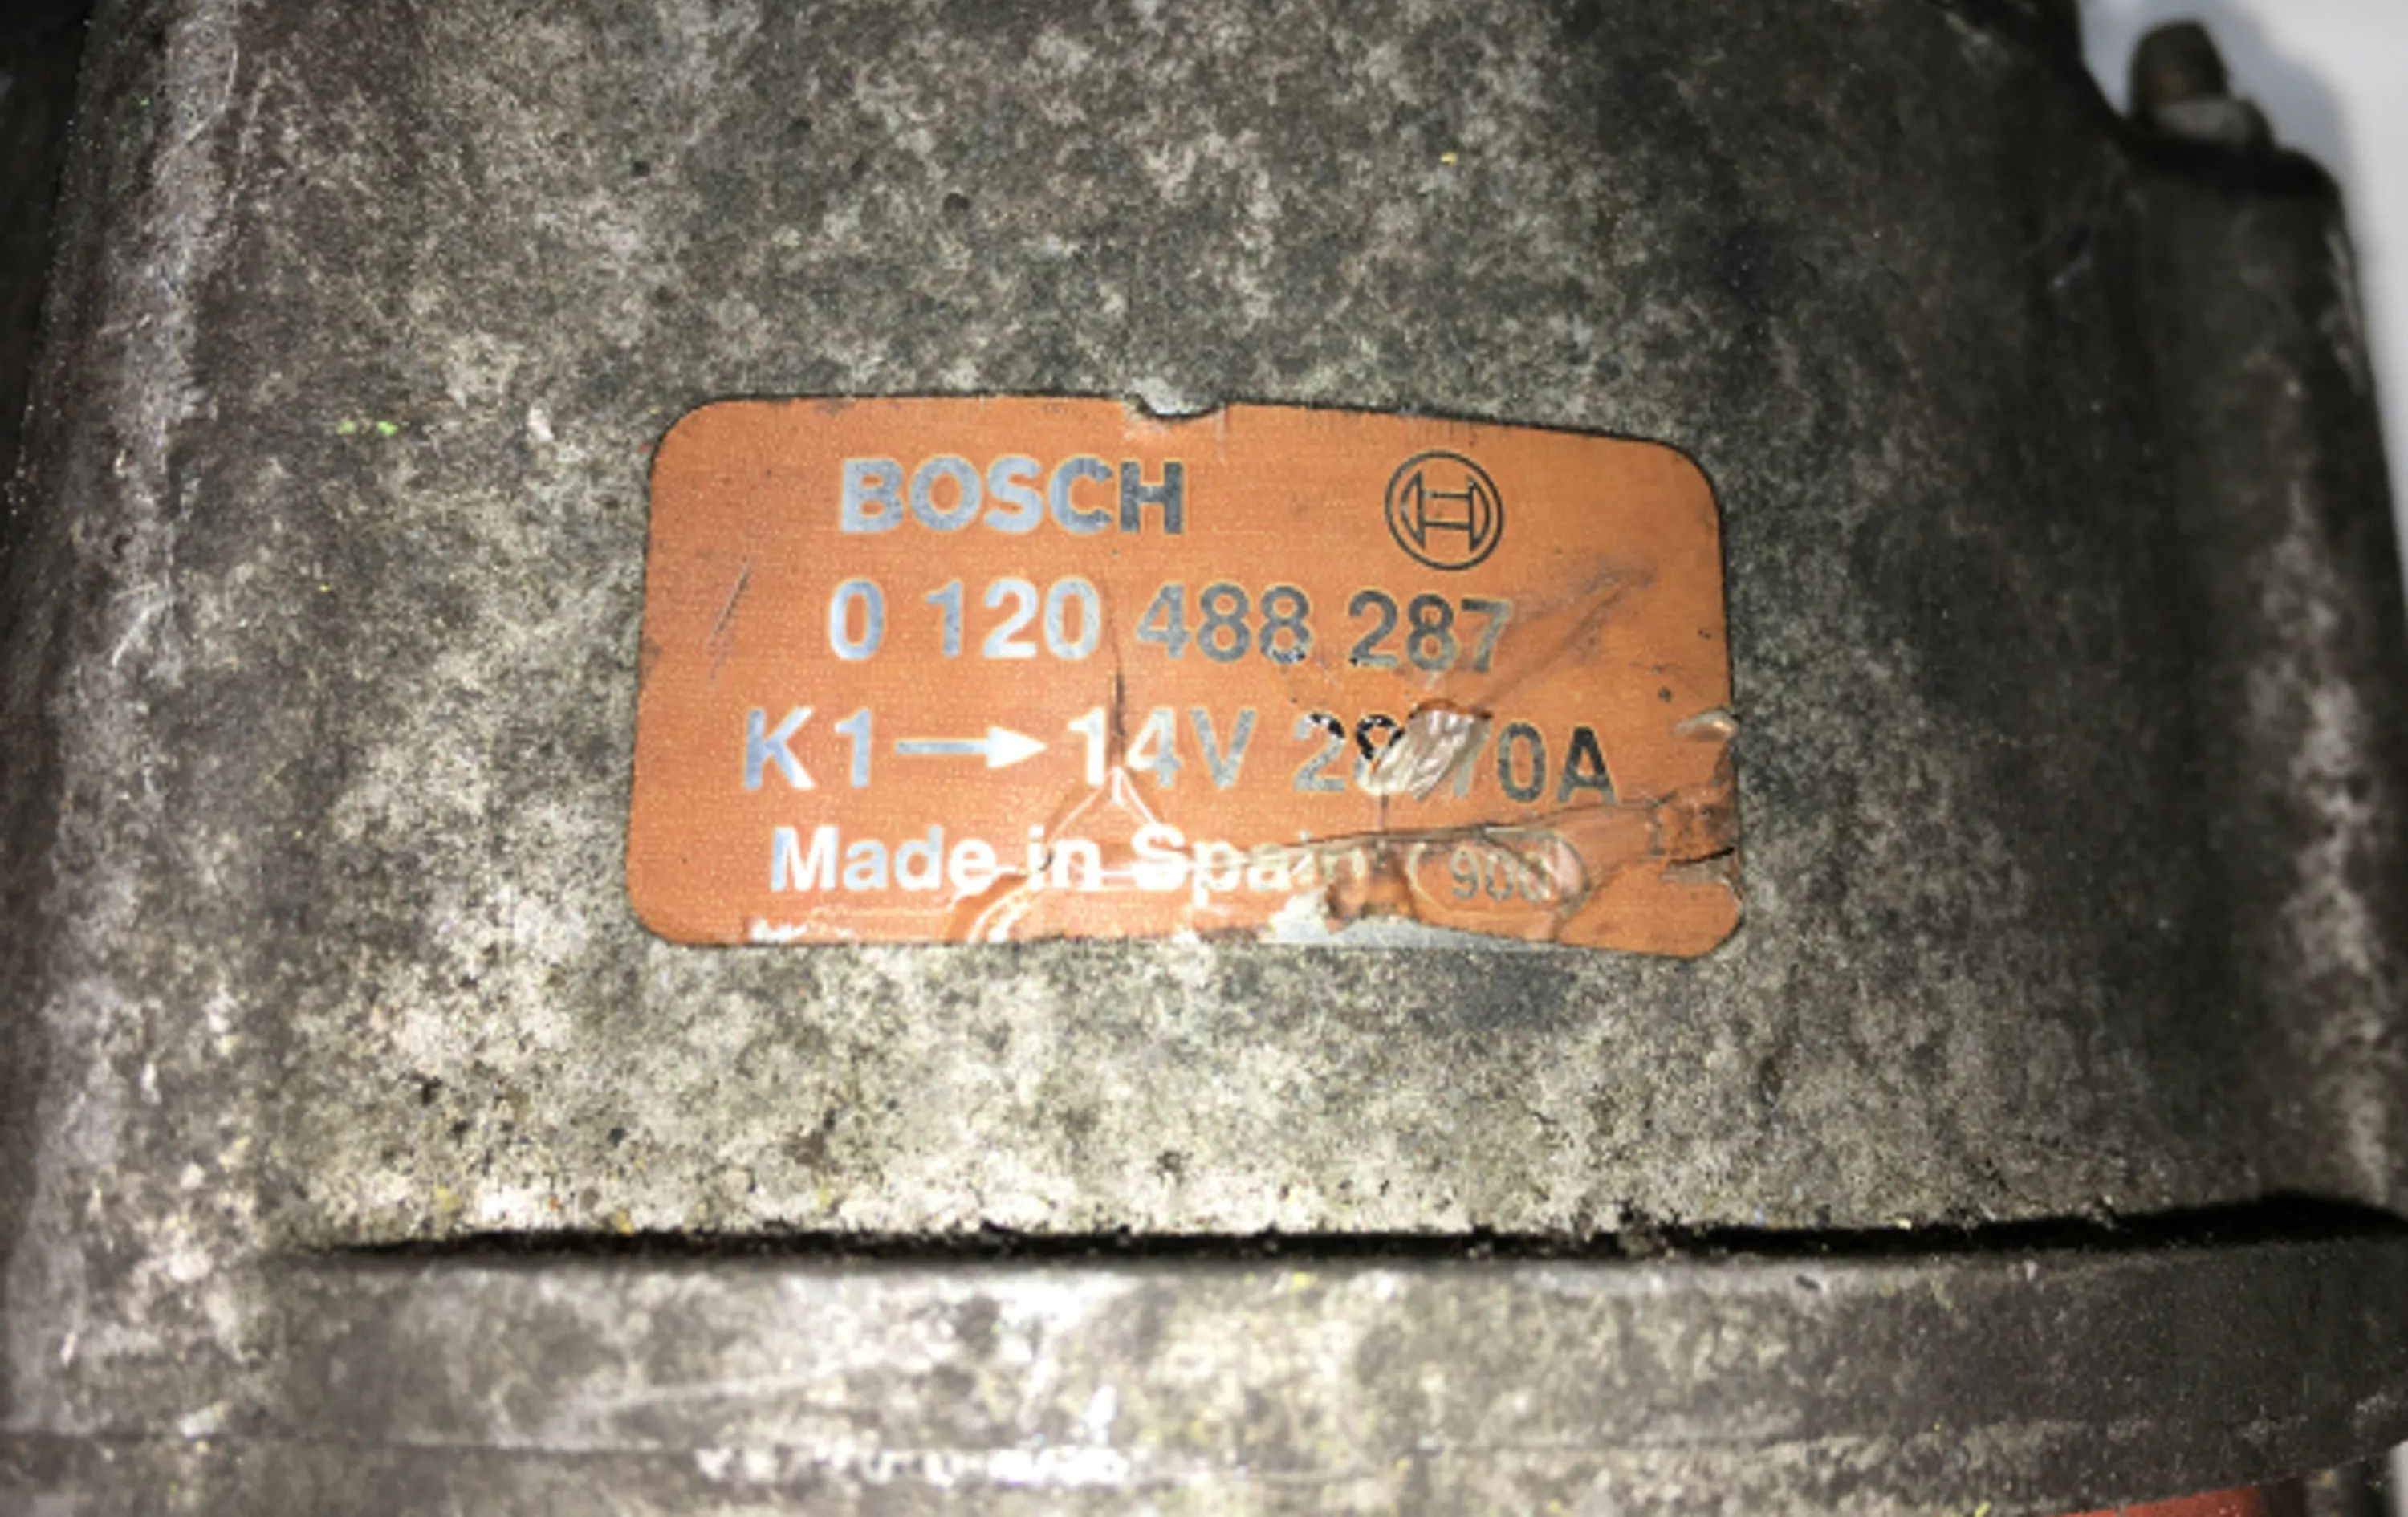 BOSCH
0 120 488 287
K1→14V 28/70A
Made in Spain